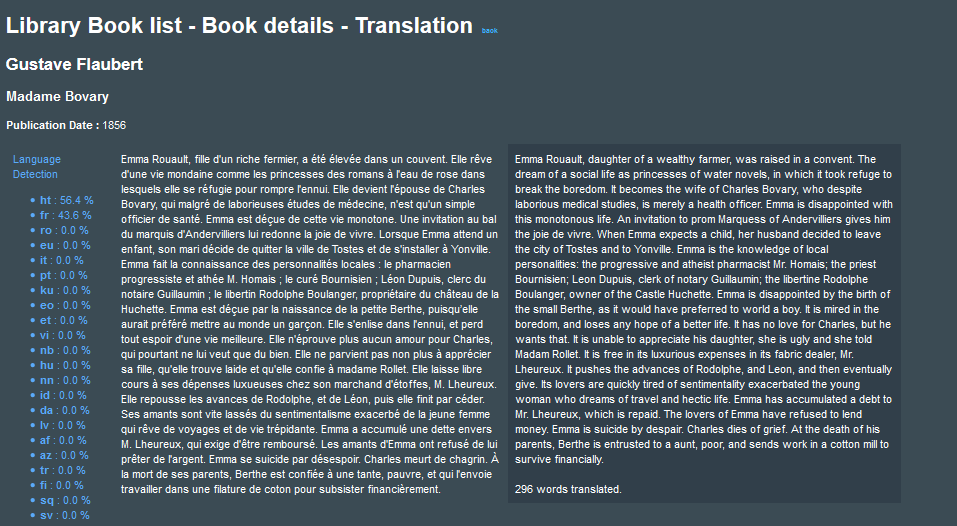 Library Book list - Book details - Translation back
Gustave Flaubert
Madame Bovary
Publication Date : 1856
Language
Detection
ht : 56.4 %
fr : 43.6 %
ro : 0.0 %
eu : 0.0 %
it : 0.0 %
pt : 0.0 %
ku : 0.0 %
eo : 0.0 %
et : 0.0 %
vi : 0.0 %
nb : 0.0 %
hu : 0.0 %
nn : 0.0 %
id : 0.0 %
da : 0.0 %
lv : 0.0 %
af : 0.0 %
az : 0.0 %
tr : 0.0 %
fi : 0.0 %
sq : 0.0 %
sv : 0.0 %
Emma Rouault, fille d'un riche fermier, a été élevée dans un couvent. Elle rêve
d'une vie mondaine comme les princesses des romans à l'eau de rose dans
lesquels elle se réfugie pour rompre l'ennui. Elle devient l'épouse de Charles
Bovary, qui malgré de laborieuses études de médecine, n'est qu'un simple
officier de santé. Emma est déçue de cette vie monotone. Une invitation au bal
du marquis d'Andervilliers lui redonne la joie de vivre. Lorsque Emma attend un
enfant, son mari décide de quitter la ville de Tostes et de s'installer à Yonville.
Emma fait la connaissance des personnalités locales : le pharmacien
progressiste et athée M. Homais ; le curé Bournisien ; Léon Dupuis, clerc du
notaire Guillaumin ; le libertin Rodolphe Boulanger, propriétaire du château de la
Huchette. Emma est déçue par la naissance de la petite Berthe, puisqu'elle
aurait préféré mettre au monde un garçon. Elle s'enlise dans l'ennui, et perd
tout espoir d'une vie meilleure. Elle n'éprouve plus aucun amour pour Charles,
qui pourtant ne lui veut que du bien. Elle ne parvient pas non plus à apprécier
sa fille, qu'elle trouve laide et qu'elle confie à madame Rollet. Elle laisse libre
cours à ses dépenses luxueuses chez son marchand d'étoffes, M. Lheureux.
Elle repousse les avances de Rodolphe, et de Léon, puis elle finit par céder.
Ses amants sont vite lassés du sentimentalisme exacerbé de la jeune femme
qui rêve de voyages et de vie trépidante. Emma a accumulé une dette envers
M. Lheureux, qui exige d'être remboursé. Les amants d'Emma ont refusé de lui
prêter de l'argent. Emma se suicide par désespoir. Charles meurt de chagrin. À
la mort de ses parents, Berthe est confiée à une tante, pauvre, et qui l'envoie
travailler dans une filature de coton pour subsister financièrement.
Emma Rouault, daughter of a wealthy farmer, was raised in a convent. The
dream of a social life as princesses of water novels, in which it took refuge to
break the boredom. It becomes the wife of Charles Bovary, who despite
laborious medical studies, is merely a health officer. Emma is disappointed with
this monotonous life. An invitation to prom Marquess of Andervilliers gives him
the joie de vivre. When Emma expects a child, her husband decided to leave
the city of Tostes and to Yonville. Emma is the knowledge of local
personalities: the progressive and atheist pharmacist Mr. Homais; the priest
Bournisien; Leon Dupuis, clerk of notary Guillaumin; the libertine Rodolphe
Boulanger, owner of the Castle Huchette. Emma is disappointed by the birth of
the small Berthe, as it would have preferred to world a boy. It is mired in the
boredom, and loses any hope of a better life. It has no love for Charles, but he
wants that. It is unable to appreciate his daughter, she is ugly and she told
Madam Rollet. It is free in its luxurious expenses in its fabric dealer, Mr.
Lheureux. It pushes the advances of Rodolphe, and Leon, and then eventually
give. Its lovers are quickly tired of sentimentality exacerbated the young
woman who dreams of travel and hectic life. Emma has accumulated a debt to
Mr. Lheureux, which is repaid. The lovers of Emma have refused to lend
money. Emma is suicide by despair. Charles dies of grief. At the death of his
parents, Berthe is entrusted to a aunt, poor, and sends work in a cotton mill to
survive financially.
296 words translated.